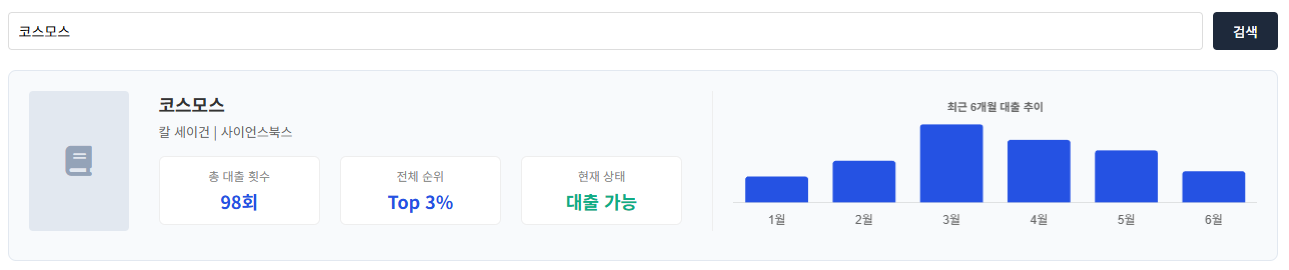 코스모스
검색
코스모스
칼 세이건 | 사이언스북스
총 대출 횟수
98회
전체 순위
Top 3%
현재 상태
대출 가능
최근 6개월 대출 추이
1월 2월 3월 4월 5월 6월